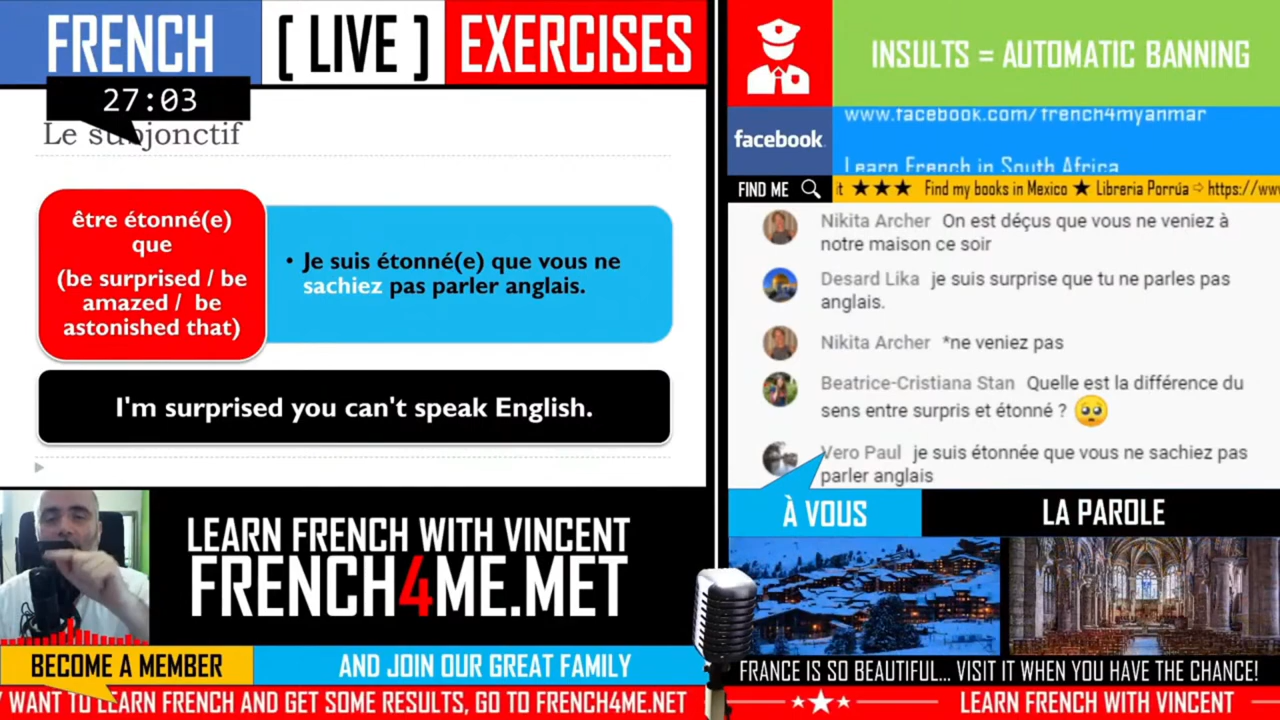 FRENCH
[ LIVE ]
EXERCISES
27:03
Le subjonctif
être étonné(e)
que
(be surprised / be
amazed / be
astonished that)
• Je suis étonné(e) que vous ne
sachiez pas parler anglais.
I'm surprised you can't speak English.
LEARN FRENCH WITH VINCENT
FRENCH4ME.MET
BECOME A MEMBER
AND JOIN OUR GREAT FAMILY
WANT TO LEARN FRENCH AND GET SOME RESULTS, GO TO FRENCH4ME.NET
INSULTS = AUTOMATIC BANNING
facebook
www.facebook.com/french4myanmar
Learn French in South Africa
FIND ME
it ★★★ Find my books in Mexico ★ Libreria Porrúa ⇨ https://www
Nikita Archer On est déçus que vous ne veniez à
notre maison ce soir
Desard Lika je suis surprise que tu ne parles pas
anglais.
Nikita Archer *ne veniez pas
Beatrice-Cristiana Stan Quelle est la différence du
sens entre surpris et étonné ? 🥺
Vero Paul je suis étonnée que vous ne sachiez pas
parler anglais
À VOUS
LA PAROLE
FRANCE IS SO BEAUTIFUL... VISIT IT WHEN YOU HAVE THE CHANCE!
LEARN FRENCH WITH VINCENT